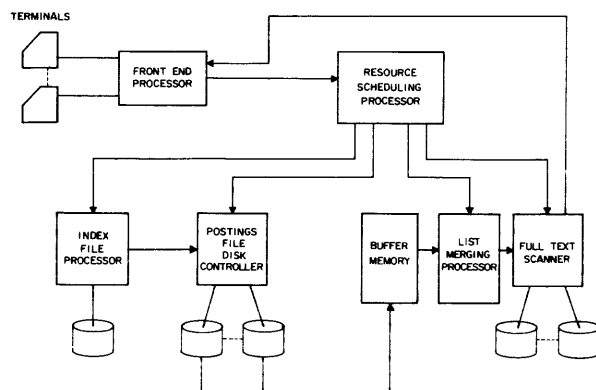 TERMINALS
FRONT END
PROCESSOR
RESOURCE
SCHEDULING
PROCESSOR
INDEX
FILE
PROCESSOR
POSTINGS
FILE
DISK
CONTROLLER
BUFFER
MEMORY
LIST
MERGING
PROCESSOR
FULL TEXT
SCANNER